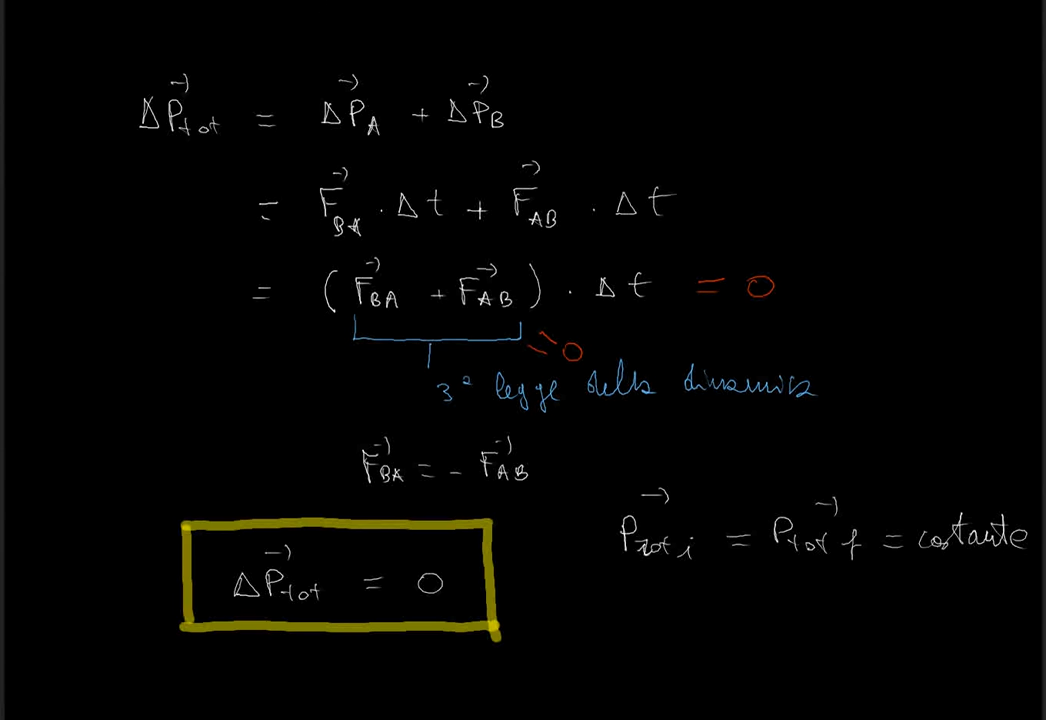 ΔP⃗tot = ΔP⃗A + ΔP⃗B
= F⃗BA · Δt + F⃗AB · Δt
= (F⃗BA + F⃗AB) · Δt = 0
= 0
3ª legge della dinamica
F⃗BA = - F⃗AB
P⃗tot i = P⃗tot f = costante
ΔP⃗tot = 0